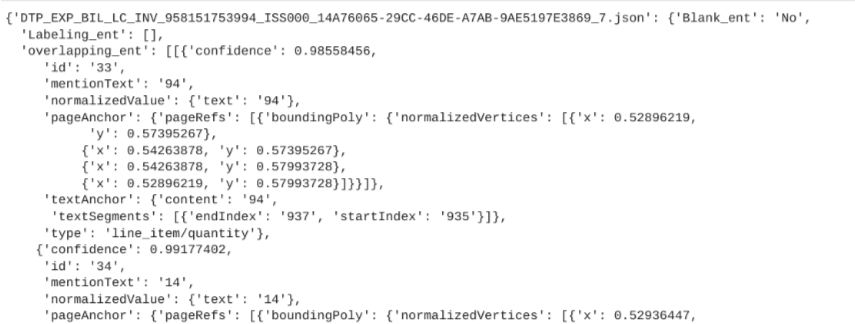 {'DTP_EXP_BIL_LC_INV_958151753994_ISS000_14A76065-29CC-46DE-A7AB-9AE5197E3869_7.json': {'Blank_ent': 'No',
'Labeling_ent': [],
'overlapping_ent': [[{'confidence': 0.98558456,
'id': '33',
'mentionText': '94',
'normalizedValue': {'text': '94'},
'pageAnchor': {'pageRefs': [{'boundingPoly': {'normalizedVertices': [{'x': 0.52896219,
'y': 0.57395267},
{'x': 0.54263878, 'y': 0.57395267},
{'x': 0.54263878, 'y': 0.57993728},
{'x': 0.52896219, 'y': 0.57993728}]}}]},
'textAnchor': {'content': '94',
'textSegments': [{'endIndex': '937', 'startIndex': '935'}]},
'type': 'line_item/quantity'},
{'confidence': 0.99177402,
'id': '34',
'mentionText': '14',
'normalizedValue': {'text': '14'},
'pageAnchor': {'pageRefs': [{'boundingPoly': {'normalizedVertices': [{'x': 0.52936447,